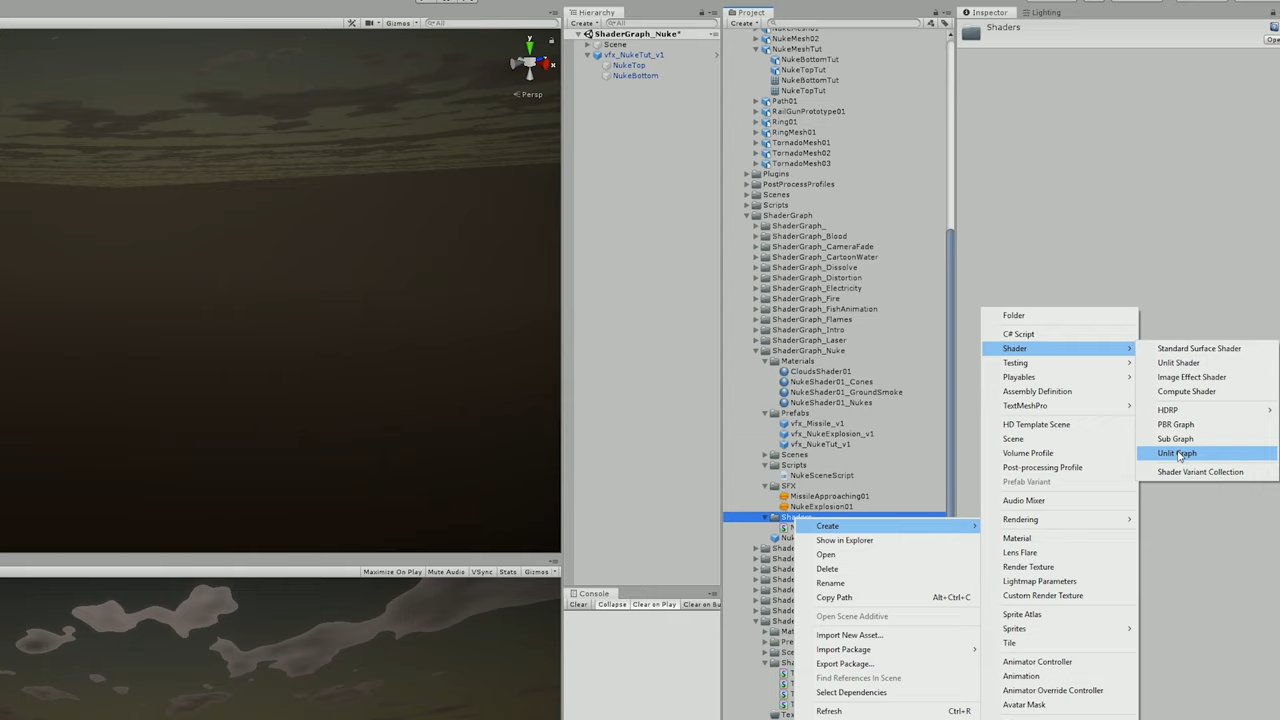 Gizmos
All
Persp
y
x
Maximize On Play Mute Audio VSync Stats Gizmos
Hierarchy
Create All
ShaderGraph_Nuke*
Scene
vfx_NukeTut_v1
NukeTop
NukeBottom
Console
Clear Collapse Clear on Play Clear on Bu
Project
Create
NukeMesh02
NukeMeshTut
NukeBottomTut
NukeTopTut
NukeBottomTut
NukeTopTut
Path01
RailGunPrototype01
Ring01
RingMesh01
TornadoMesh01
TornadoMesh02
TornadoMesh03
Plugins
PostProcessProfiles
Scenes
Scripts
ShaderGraph
ShaderGraph_
ShaderGraph_Blood
ShaderGraph_CameraFade
ShaderGraph_CartoonWater
ShaderGraph_Dissolve
ShaderGraph_Distortion
ShaderGraph_Electricity
ShaderGraph_Fire
ShaderGraph_FishAnimation
ShaderGraph_Flames
ShaderGraph_Intro
ShaderGraph_Laser
ShaderGraph_Nuke
Materials
CloudsShader01
NukeShader01_Cones
NukeShader01_GroundSmoke
NukeShader01_Nukes
Prefabs
vfx_Missile_v1
vfx_NukeExplosion_v1
vfx_NukeTut_v1
Scenes
Scripts
NukeSceneScript
SFX
MissileApproaching01
NukeExplosion01
Create
Show in Explorer
Open
Delete
Rename
Copy Path Alt+Ctrl+C
Open Scene Additive
Import New Asset...
Import Package
Export Package...
Find References In Scene
Select Dependencies
Refresh Ctrl+R
Inspector Lighting
Shaders
Folder
C# Script
Shader
Testing
Playables
Assembly Definition
TextMeshPro
HD Template Scene
Scene
Volume Profile
Post-processing Profile
Prefab Variant
Audio Mixer
Rendering
Material
Lens Flare
Render Texture
Lightmap Parameters
Custom Render Texture
Sprite Atlas
Sprites
Tile
Animator Controller
Animation
Animator Override Controller
Avatar Mask
Standard Surface Shader
Unlit Shader
Image Effect Shader
Compute Shader
HDRP
PBR Graph
Sub Graph
Unlit Graph
Shader Variant Collection